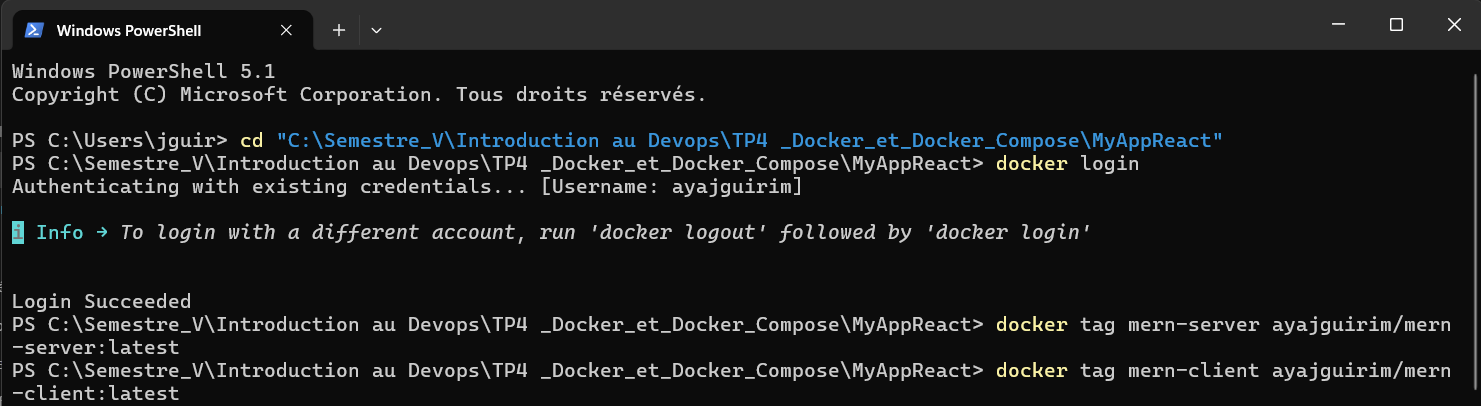 Windows PowerShell
Windows PowerShell 5.1
Copyright (C) Microsoft Corporation. Tous droits réservés.
PS C:\Users\jguir> cd "C:\Semestre_V\Introduction au Devops\TP4 _Docker_et_Docker_Compose\MyAppReact"
PS C:\Semestre_V\Introduction au Devops\TP4 _Docker_et_Docker_Compose\MyAppReact> docker login
Authenticating with existing credentials... [Username: ayajguirim]
i Info → To login with a different account, run 'docker logout' followed by 'docker login'
Login Succeeded
PS C:\Semestre_V\Introduction au Devops\TP4 _Docker_et_Docker_Compose\MyAppReact> docker tag mern-server ayajguirim/mern
-server:latest
PS C:\Semestre_V\Introduction au Devops\TP4 _Docker_et_Docker_Compose\MyAppReact> docker tag mern-client ayajguirim/mern
-client:latest